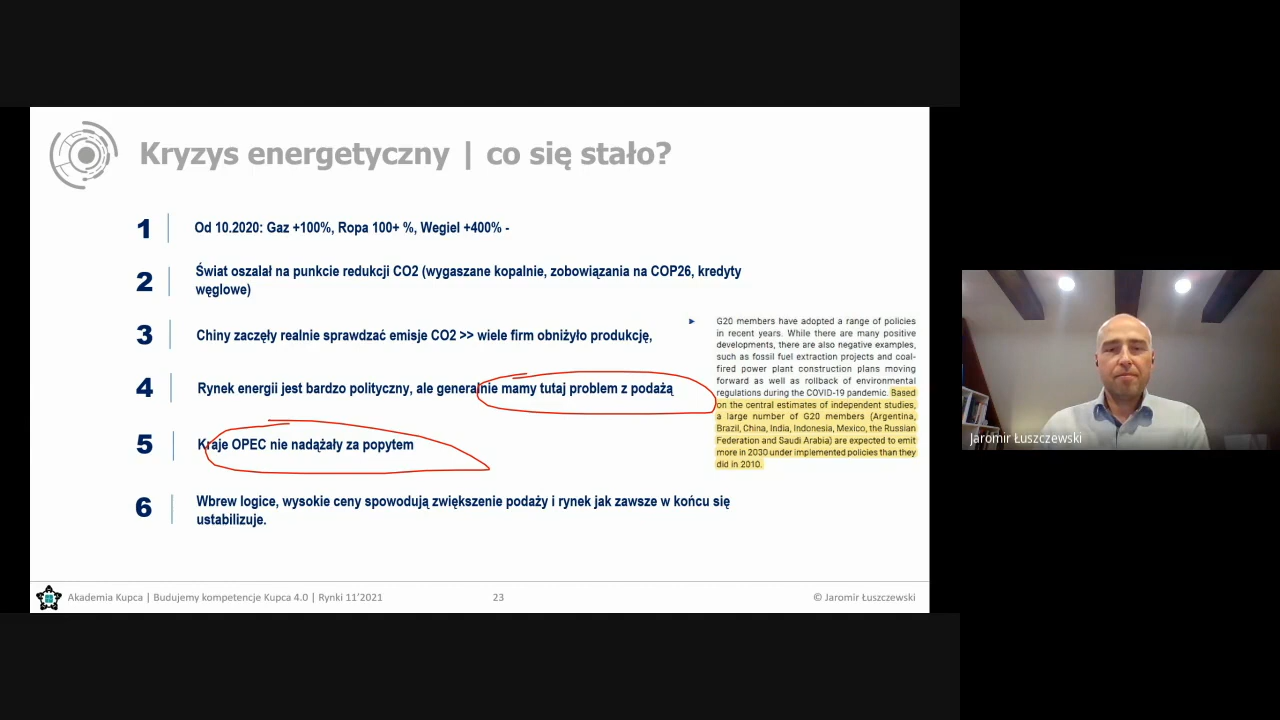 Kryzys energetyczny | co się stało?
1
Od 10.2020: Gaz +100%, Ropa 100+ %, Wegiel +400% -
2
Świat oszalał na punkcie redukcji CO2 (wygaszane kopalnie, zobowiązania na COP26, kredyty
węglowe)
3
Chiny zaczęły realnie sprawdzać emisje CO2 >> wiele firm obniżyło produkcję,
4
Rynek energii jest bardzo polityczny, ale generalnie mamy tutaj problem z podażą
5
Kraje OPEC nie nadążały za popytem
6
Wbrew logice, wysokie ceny spowodują zwiększenie podaży i rynek jak zawsze w końcu się
ustabilizuje.
G20 members have adopted a range of policies
in recent years. While there are many positive
developments, there are also negative examples,
such as fossil fuel extraction projects and coal-
fired power plant construction plans moving
forward as well as rollback of environmental
regulations during the COVID-19 pandemic. Based
on the central estimates of independent studies,
a large number of G20 members (Argentina,
Brazil, China, India, Indonesia, Mexico, the Russian
Federation and Saudi Arabia) are expected to emit
more in 2030 under implemented policies than they
did in 2010.
Akademia Kupca | Budujemy kompetencje Kupca 4.0 | Rynki 11’2021
23
© Jaromir Łuszczewski
Jaromir Łuszczewski